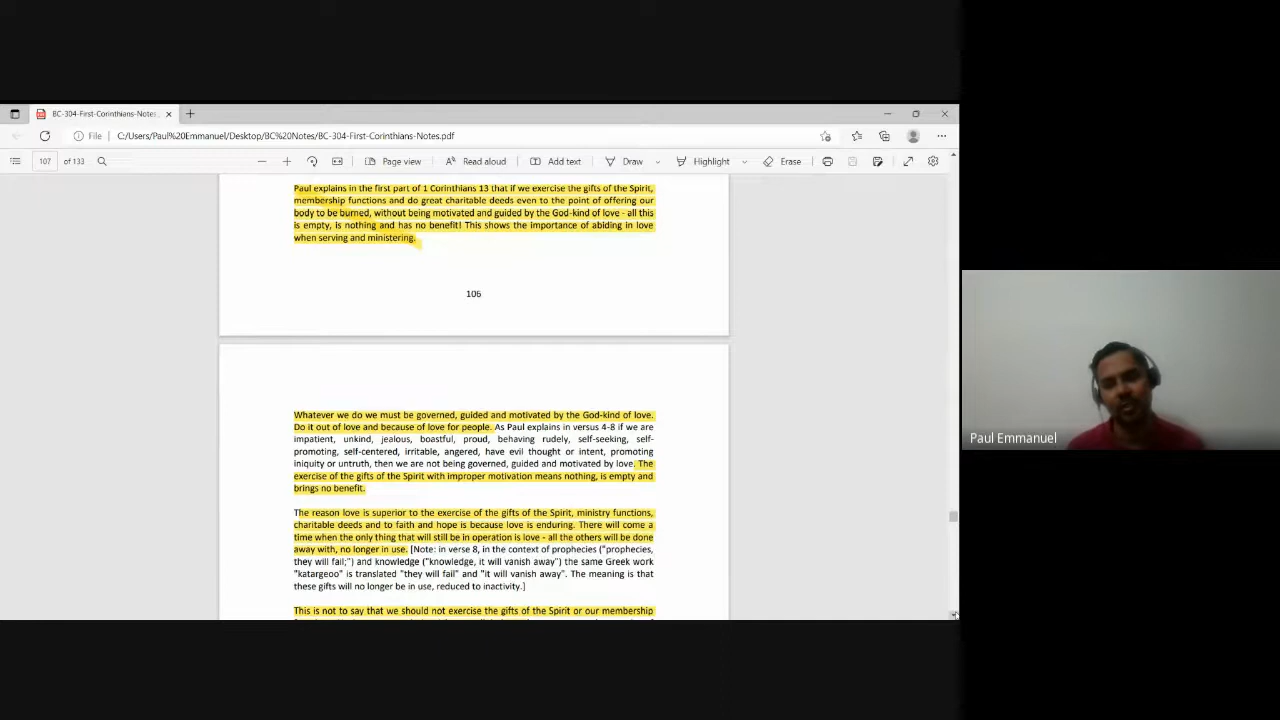 BC-304-First-Corinthians-Notes.
File
C:/Users/Paul%20Emmanuel/Desktop/BC%20Notes/BC-304-First-Corinthians-Notes.pdf
107 of 133
Page view
Read aloud
Add text
Draw
Highlight
Erase
Paul explains in the first part of 1 Corinthians 13 that if we exercise the gifts of the Spirit,
membership functions and do great charitable deeds even to the point of offering our
body to be burned, without being motivated and guided by the God-kind of love - all this
is empty, is nothing and has no benefit! This shows the importance of abiding in love
when serving and ministering.
106
Whatever we do we must be governed, guided and motivated by the God-kind of love.
Do it out of love and because of love for people. As Paul explains in versus 4-8 if we are
impatient, unkind, jealous, boastful, proud, behaving rudely, self-seeking, self-
promoting, self-centered, irritable, angered, have evil thought or intent, promoting
iniquity or untruth, then we are not being governed, guided and motivated by love. The
exercise of the gifts of the Spirit with improper motivation means nothing, is empty and
brings no benefit.
The reason love is superior to the exercise of the gifts of the Spirit, ministry functions,
charitable deeds and to faith and hope is because love is enduring. There will come a
time when the only thing that will still be in operation is love - all the others will be done
away with, no longer in use. [Note: in verse 8, in the context of prophecies ("prophecies,
they will fail;") and knowledge ("knowledge, it will vanish away") the same Greek work
"katargeoo" is translated "they will fail" and "it will vanish away". The meaning is that
these gifts will no longer be in use, reduced to inactivity.]
This is not to say that we should not exercise the gifts of the Spirit or our membership
Paul Emmanuel